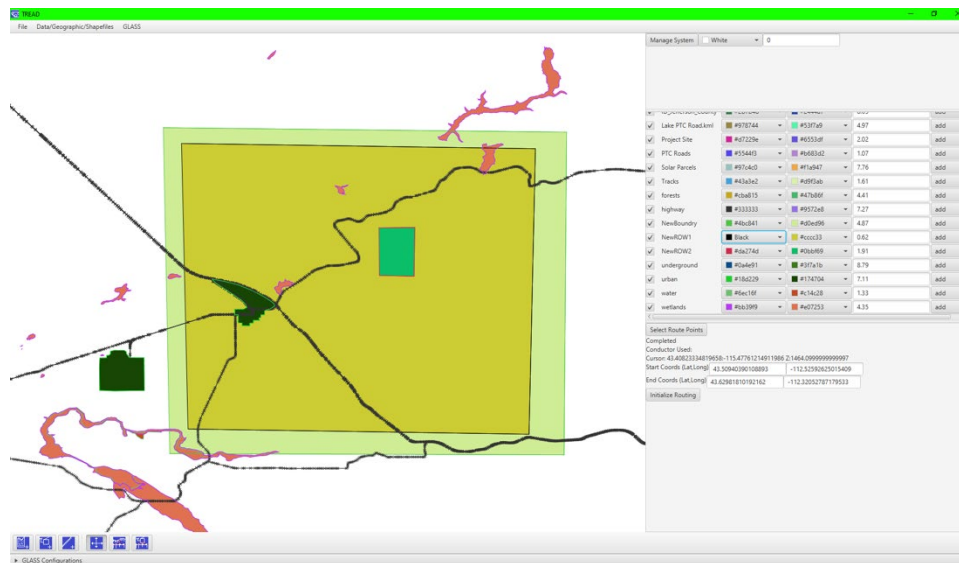 TREAD
File Data/Geographic/Shapefiles GLASS
Manage System White 0
add
Lake PTC Road.kml #978744 #53f7a9 4.97 add
Project Site #d7229e #6553df 2.02 add
PTC Roads #5544f3 #b683d2 1.07 add
Solar Parcels #97c4c0 #f1a947 7.76 add
Tracks #43a3e2 #d9f3ab 1.61 add
forests #cba815 #47b86f 4.41 add
highway #333333 #9572e8 7.27 add
NewBoundry #4bc841 #d0ed96 4.87 add
NewROW1 Black #cccc33 0.62 add
NewROW2 #da274d #0bbf69 1.91 add
underground #0a4e91 #3f7a1b 8.79 add
urban #18d229 #174704 7.11 add
water #6ec16f #c14c28 1.33 add
wetlands #bb39f9 #e07253 4.35 add
Select Route Points
Completed
Conductor Used:
Cursor: 43.40823334819658:-115.47761214911986 Z:1464.0999999999997
Start Coords (Lat,Long) 43.50940390108893 -112.52592625015409
End Coords (Lat,Long) 43.62981810192162 -112.32052787179533
Initialize Routing
GLASS Configurations